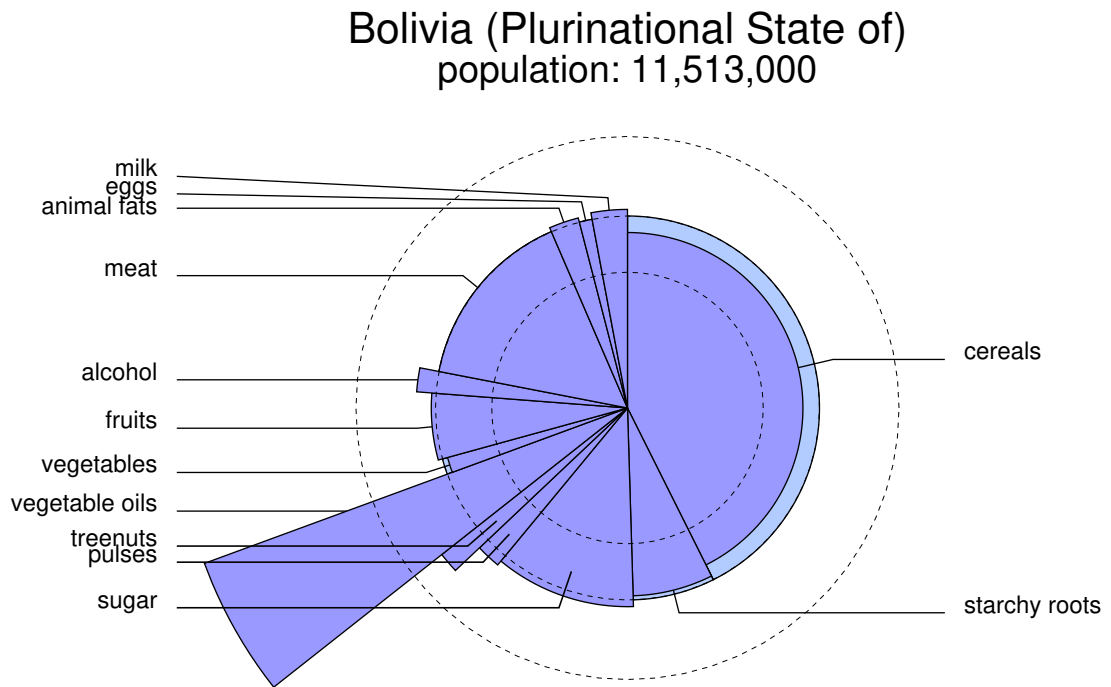 Bolivia (Plurinational State of)
population: 11,513,000
milk
eggs
animal fats
meat
alcohol
fruits
vegetables
vegetable oils
treenuts
pulses
sugar
cereals
starchy roots